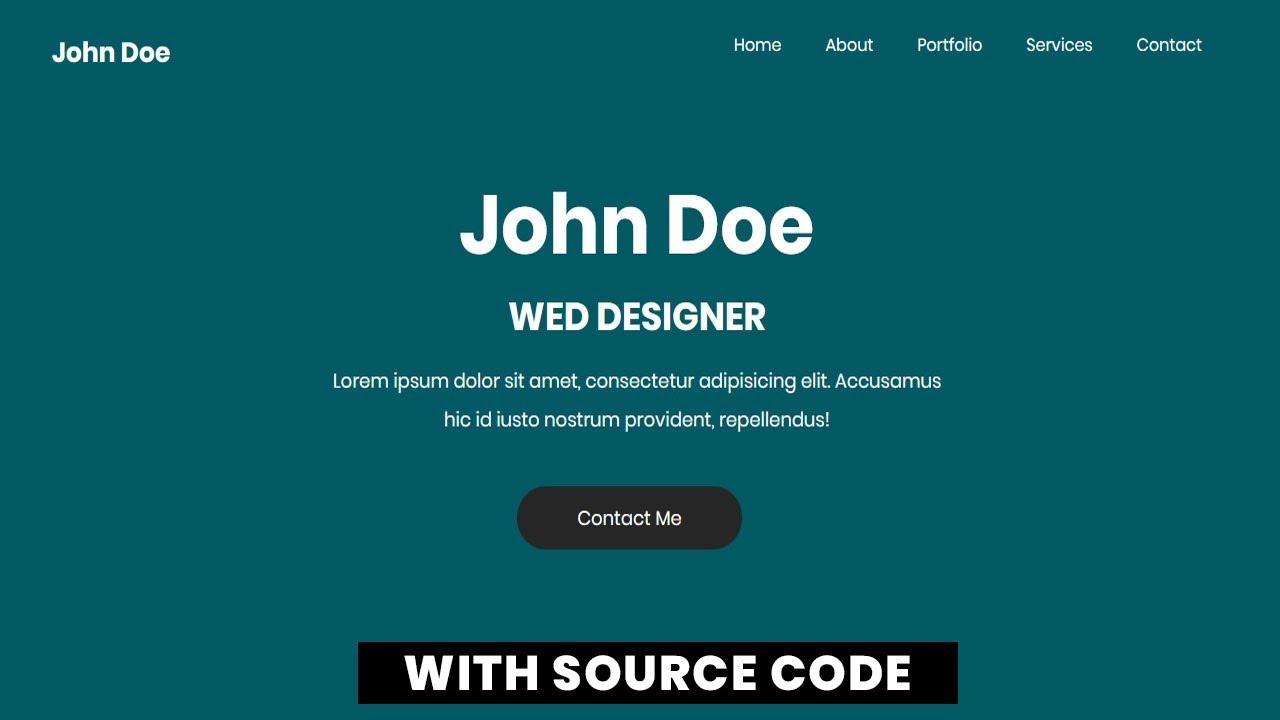 John Doe
Home About Portfolio Services Contact
John Doe
WED DESIGNER
Lorem ipsum dolor sit amet, consectetur adipisicing elit. Accusamus
hic id iusto nostrum provident, repellendus!
Contact Me
WITH SOURCE CODE